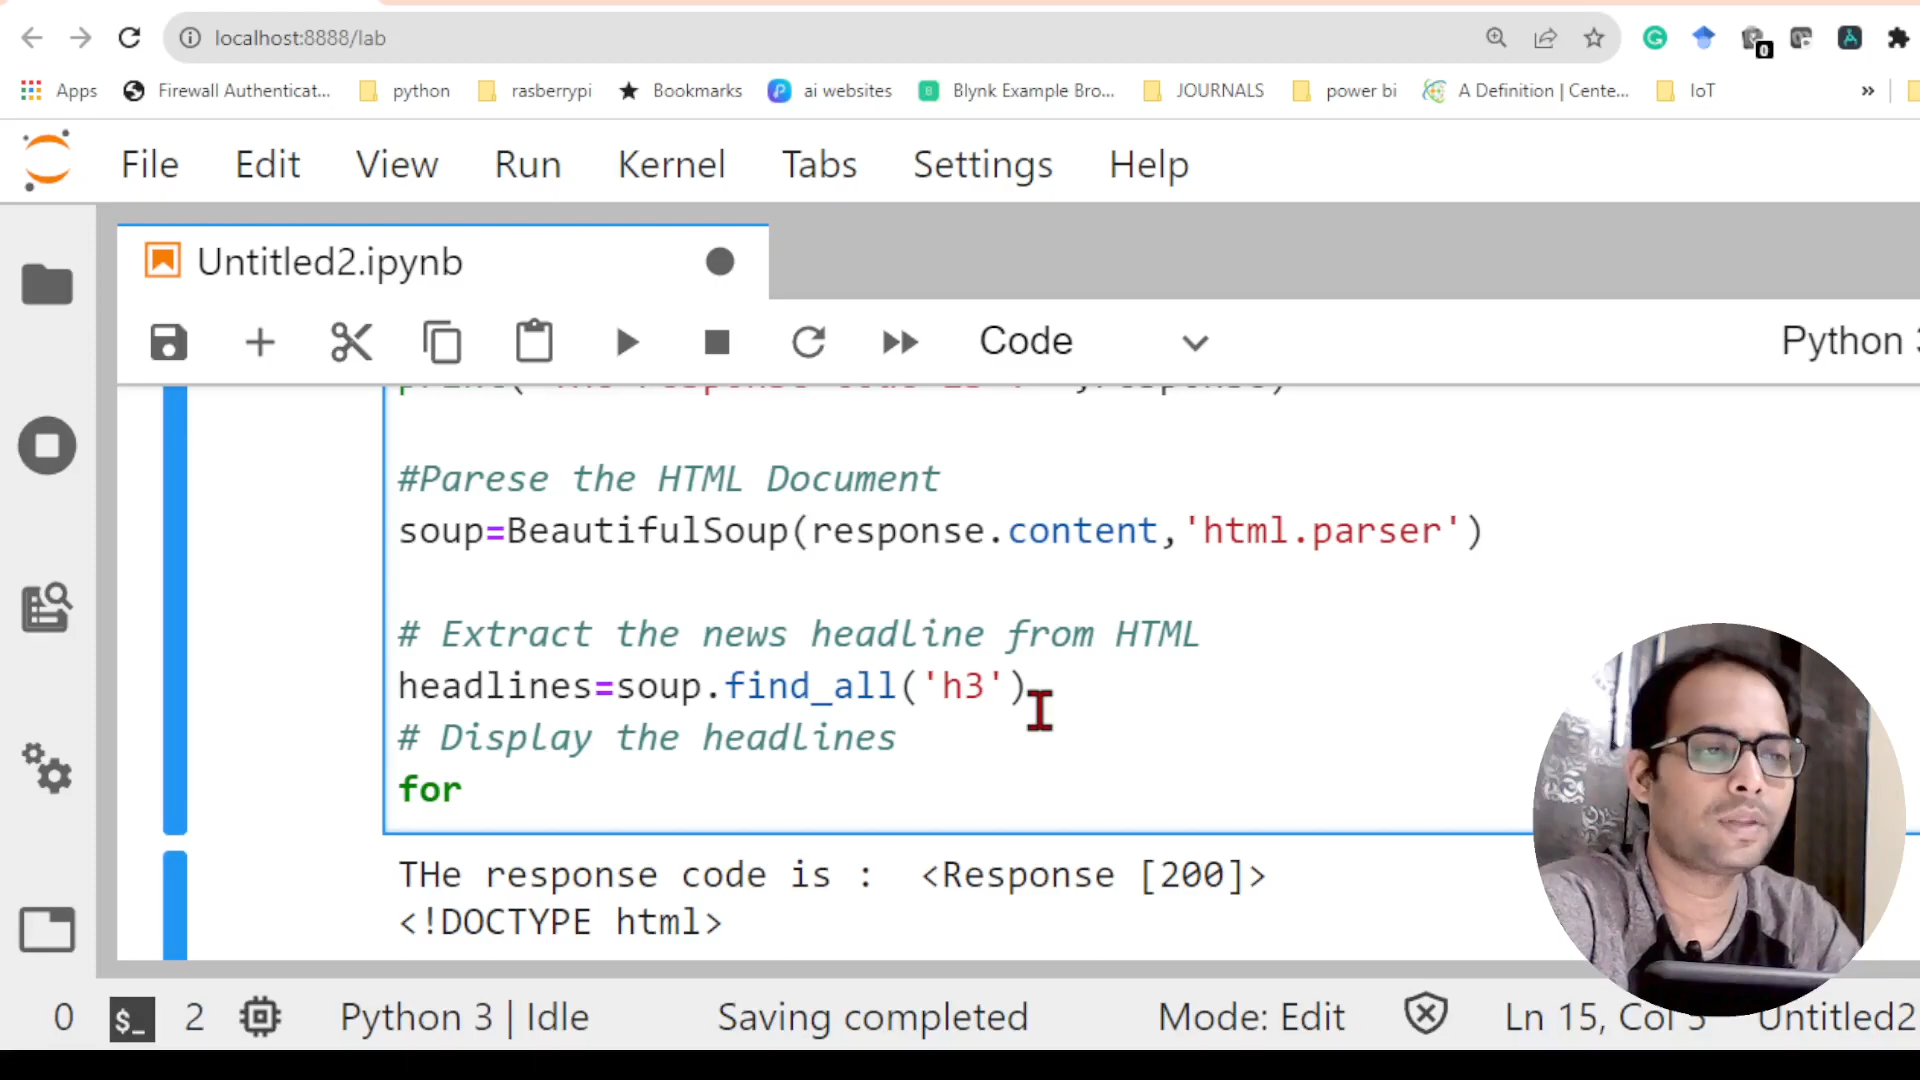 localhost:8888/lab
0
Apps
Firewall Authenticat...
python
rasberrypi
Bookmarks
ai websites
Blynk Example Bro...
JOURNALS
power bi
A Definition | Cente...
IoT
»
File Edit View Run Kernel Tabs Settings Help
Untitled2.ipynb
Code
Python 3
#Parese the HTML Document
soup=BeautifulSoup(response.content,'html.parser')
# Extract the news headline from HTML
headlines=soup.find_all('h3')
# Display the headlines
for
THe response code is :  <Response [200]>
<!DOCTYPE html>
0
$_
2
Python 3 | Idle
Saving completed
Mode: Edit
Ln 15, Col
Untitled2